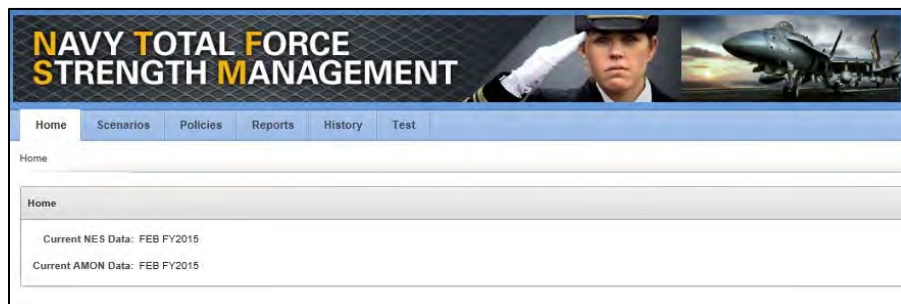 NAVY TOTAL FORCE
STRENGTH MANAGEMENT
Home Scenarios Policies Reports History Test
Home
Home
Current NES Data: FEB FY2015
Current AMON Data: FEB FY2015